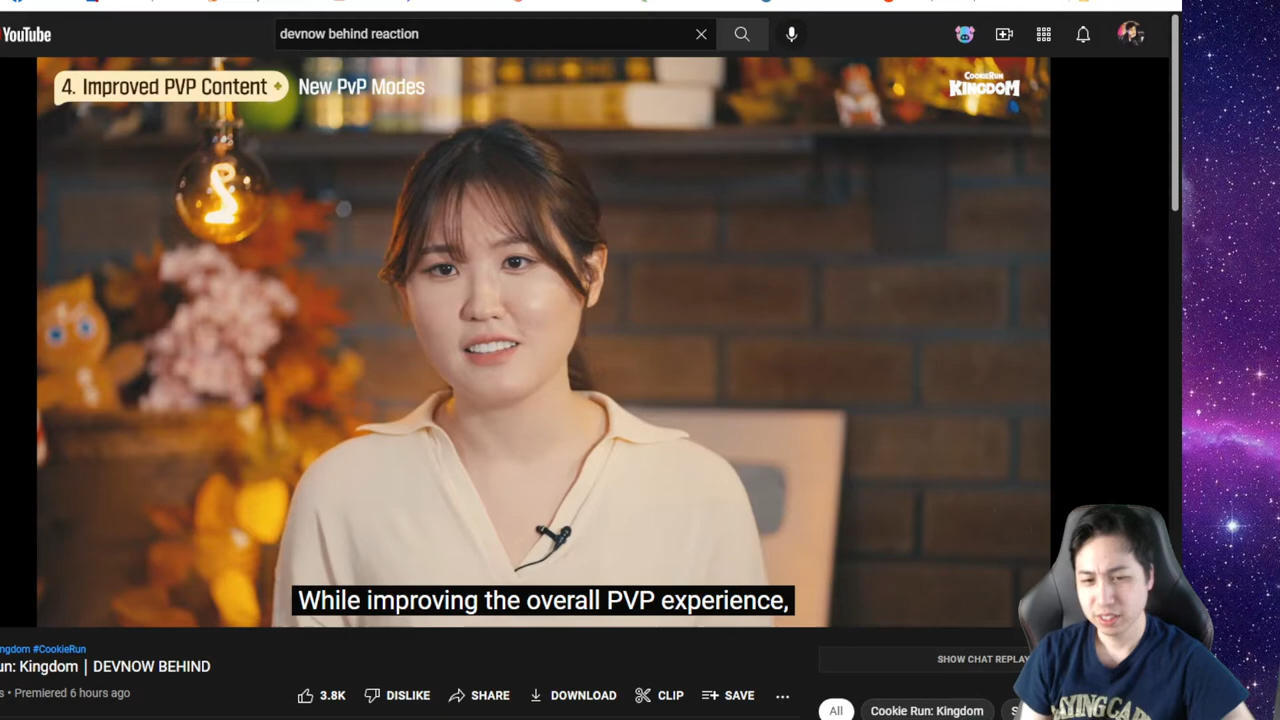 YouTube
devnow behind reaction
4. Improved PVP Content
New PvP Modes
COOKIERUN
KINGDOM
While improving the overall PVP experience,
ngdom #CookieRun
un: Kingdom | DEVNOW BEHIND
s • Premiered 6 hours ago
3.8K
DISLIKE
SHARE
DOWNLOAD
CLIP
SAVE
SHOW CHAT REPLAY
All
Cookie Run: Kingdom
S